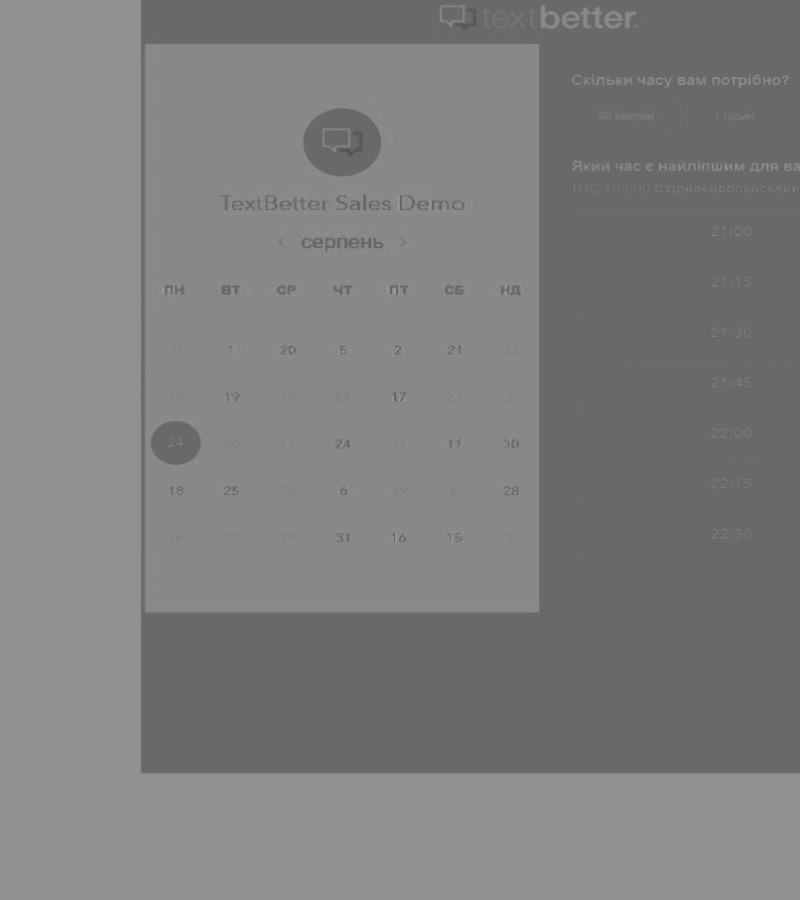 textbetter.
TextBetter Sales Demo
< серпень >
ПН ВТ СР ЧТ ПТ СБ НД
31 1 20 5 2 21 22
18 19 19 24 17 23 2
24 20 23 24 11 11 30
18 25 20 6 29 6 28
16 22 19 31 16 15 9
Скільки часу вам потрібно?
40 хвилин 1 годин
Який час є найліпшим для ва
UTC +03:00 Східноєвропейський
21:00
21:15
21:30
21:45
22:00
22:15
22:30